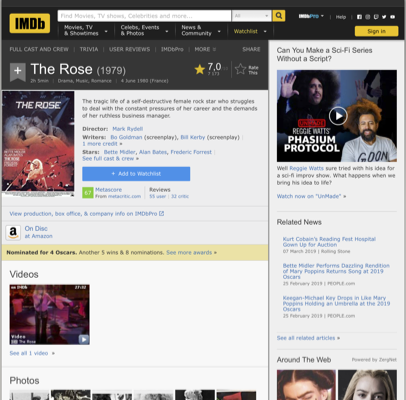 IMDb
Find Movies, TV shows, Celebrities and more...
All
IMDbPro
Help
Movies, TV
& Showtimes
Celebs, Events
& Photos
News &
Community
Watchlist
Sign in
FULL CAST AND CREW | TRIVIA | USER REVIEWS | IMDbPro | MORE
SHARE
The Rose (1979)
7,0
Rate
This
2h 5min | Drama, Music, Romance | 4 June 1980 (France)
THE ROSE
The tragic life of a self-destructive female rock star who struggles
to deal with the constant pressures of her career and the demands
of her ruthless business manager.
Director: Mark Rydell
Writers: Bo Goldman (screenplay), Bill Kerby (screenplay) |
1 more credit »
Stars: Bette Midler, Alan Bates, Frederic Forrest |
See full cast & crew »
+ Add to Watchlist
Metascore
From metacritic.com
Reviews
55 user | 32 critic
View production, box office, & company info on IMDbPro
On Disc
at Amazon
Nominated for 4 Oscars. Another 5 wins & 8 nominations. See more awards »
Videos
on IMDb
Video
The Rose
See all 1 video »
Photos
Can You Make a Sci-Fi Series
Without a Script?
REGGIE WATTS'
PHASIUM
PROTOCOL
Well Reggie Watts sure tried with his idea for
a sci-fi improv show. What happens when we
bring his idea to life?
Watch now on "UnMade" »
Related News
Kurt Cobain's Reading Fest Hospital
Gown Up for Auction
07 March 2019 | Rolling Stone
Bette Midler Performs Dazzling Rendition
of Mary Poppins Returns Song at 2019
Oscars
25 February 2019 | PEOPLE.com
Keegan-Michael Key Drops in Like Mary
Poppins Holding an Umbrella at the 2019
Oscars
25 February 2019 | PEOPLE.com
See all related articles »
Around The Web
Powered by ZergNet